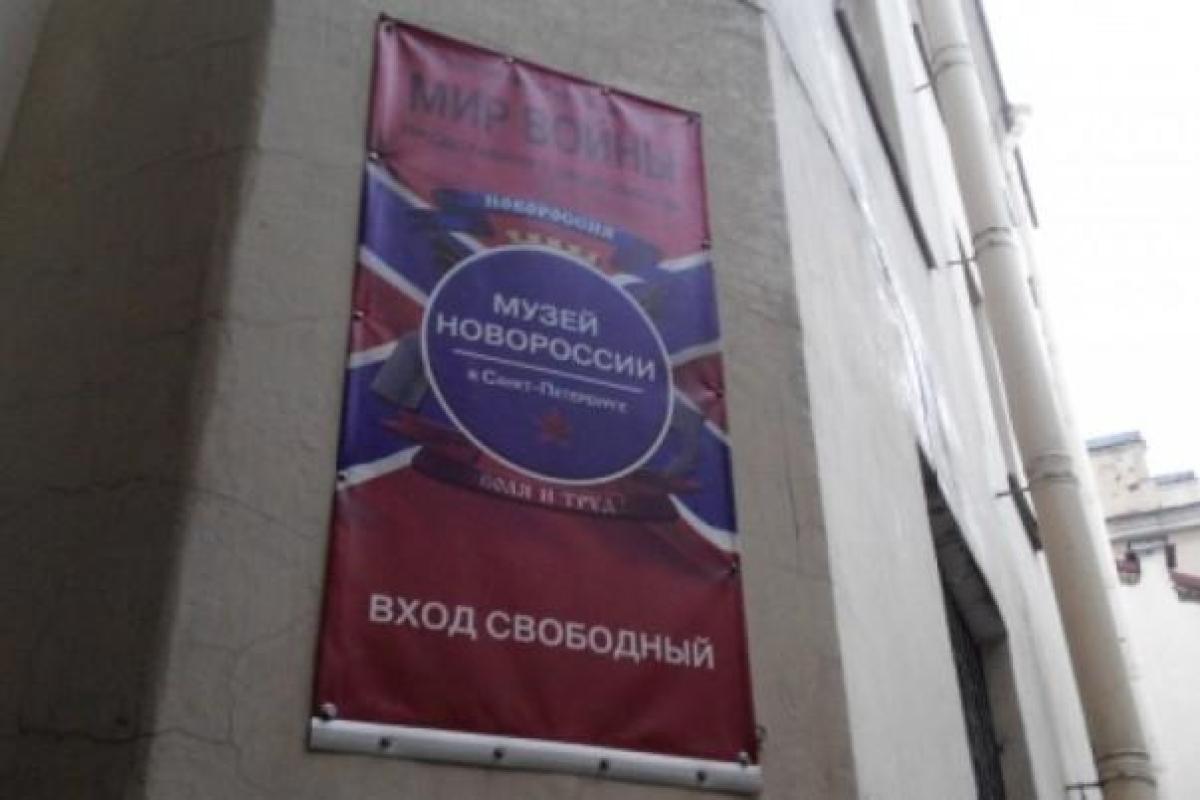 МИР ВОЙНЫ
НОВОРОССИЯ
МУЗЕЙ
НОВОРОССИИ
в Санкт-Петербурге
ВОЛЯ И ТРУД
ВХОД СВОБОДНЫЙ